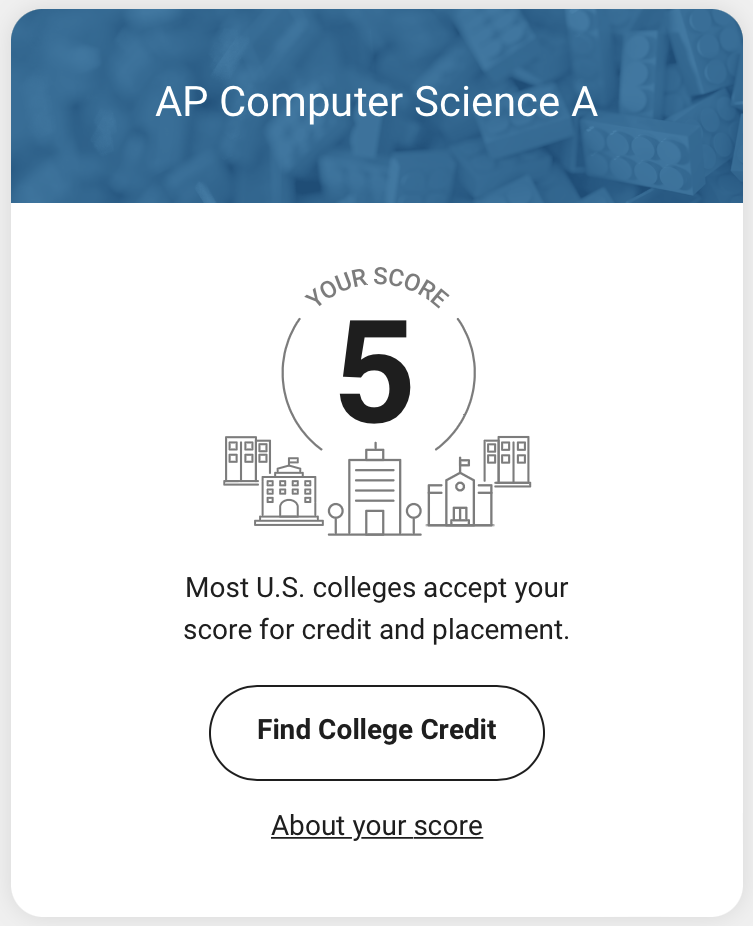 AP Computer Science A
YOUR SCORE
5
Most U.S. colleges accept your
score for credit and placement.
Find College Credit
About your score